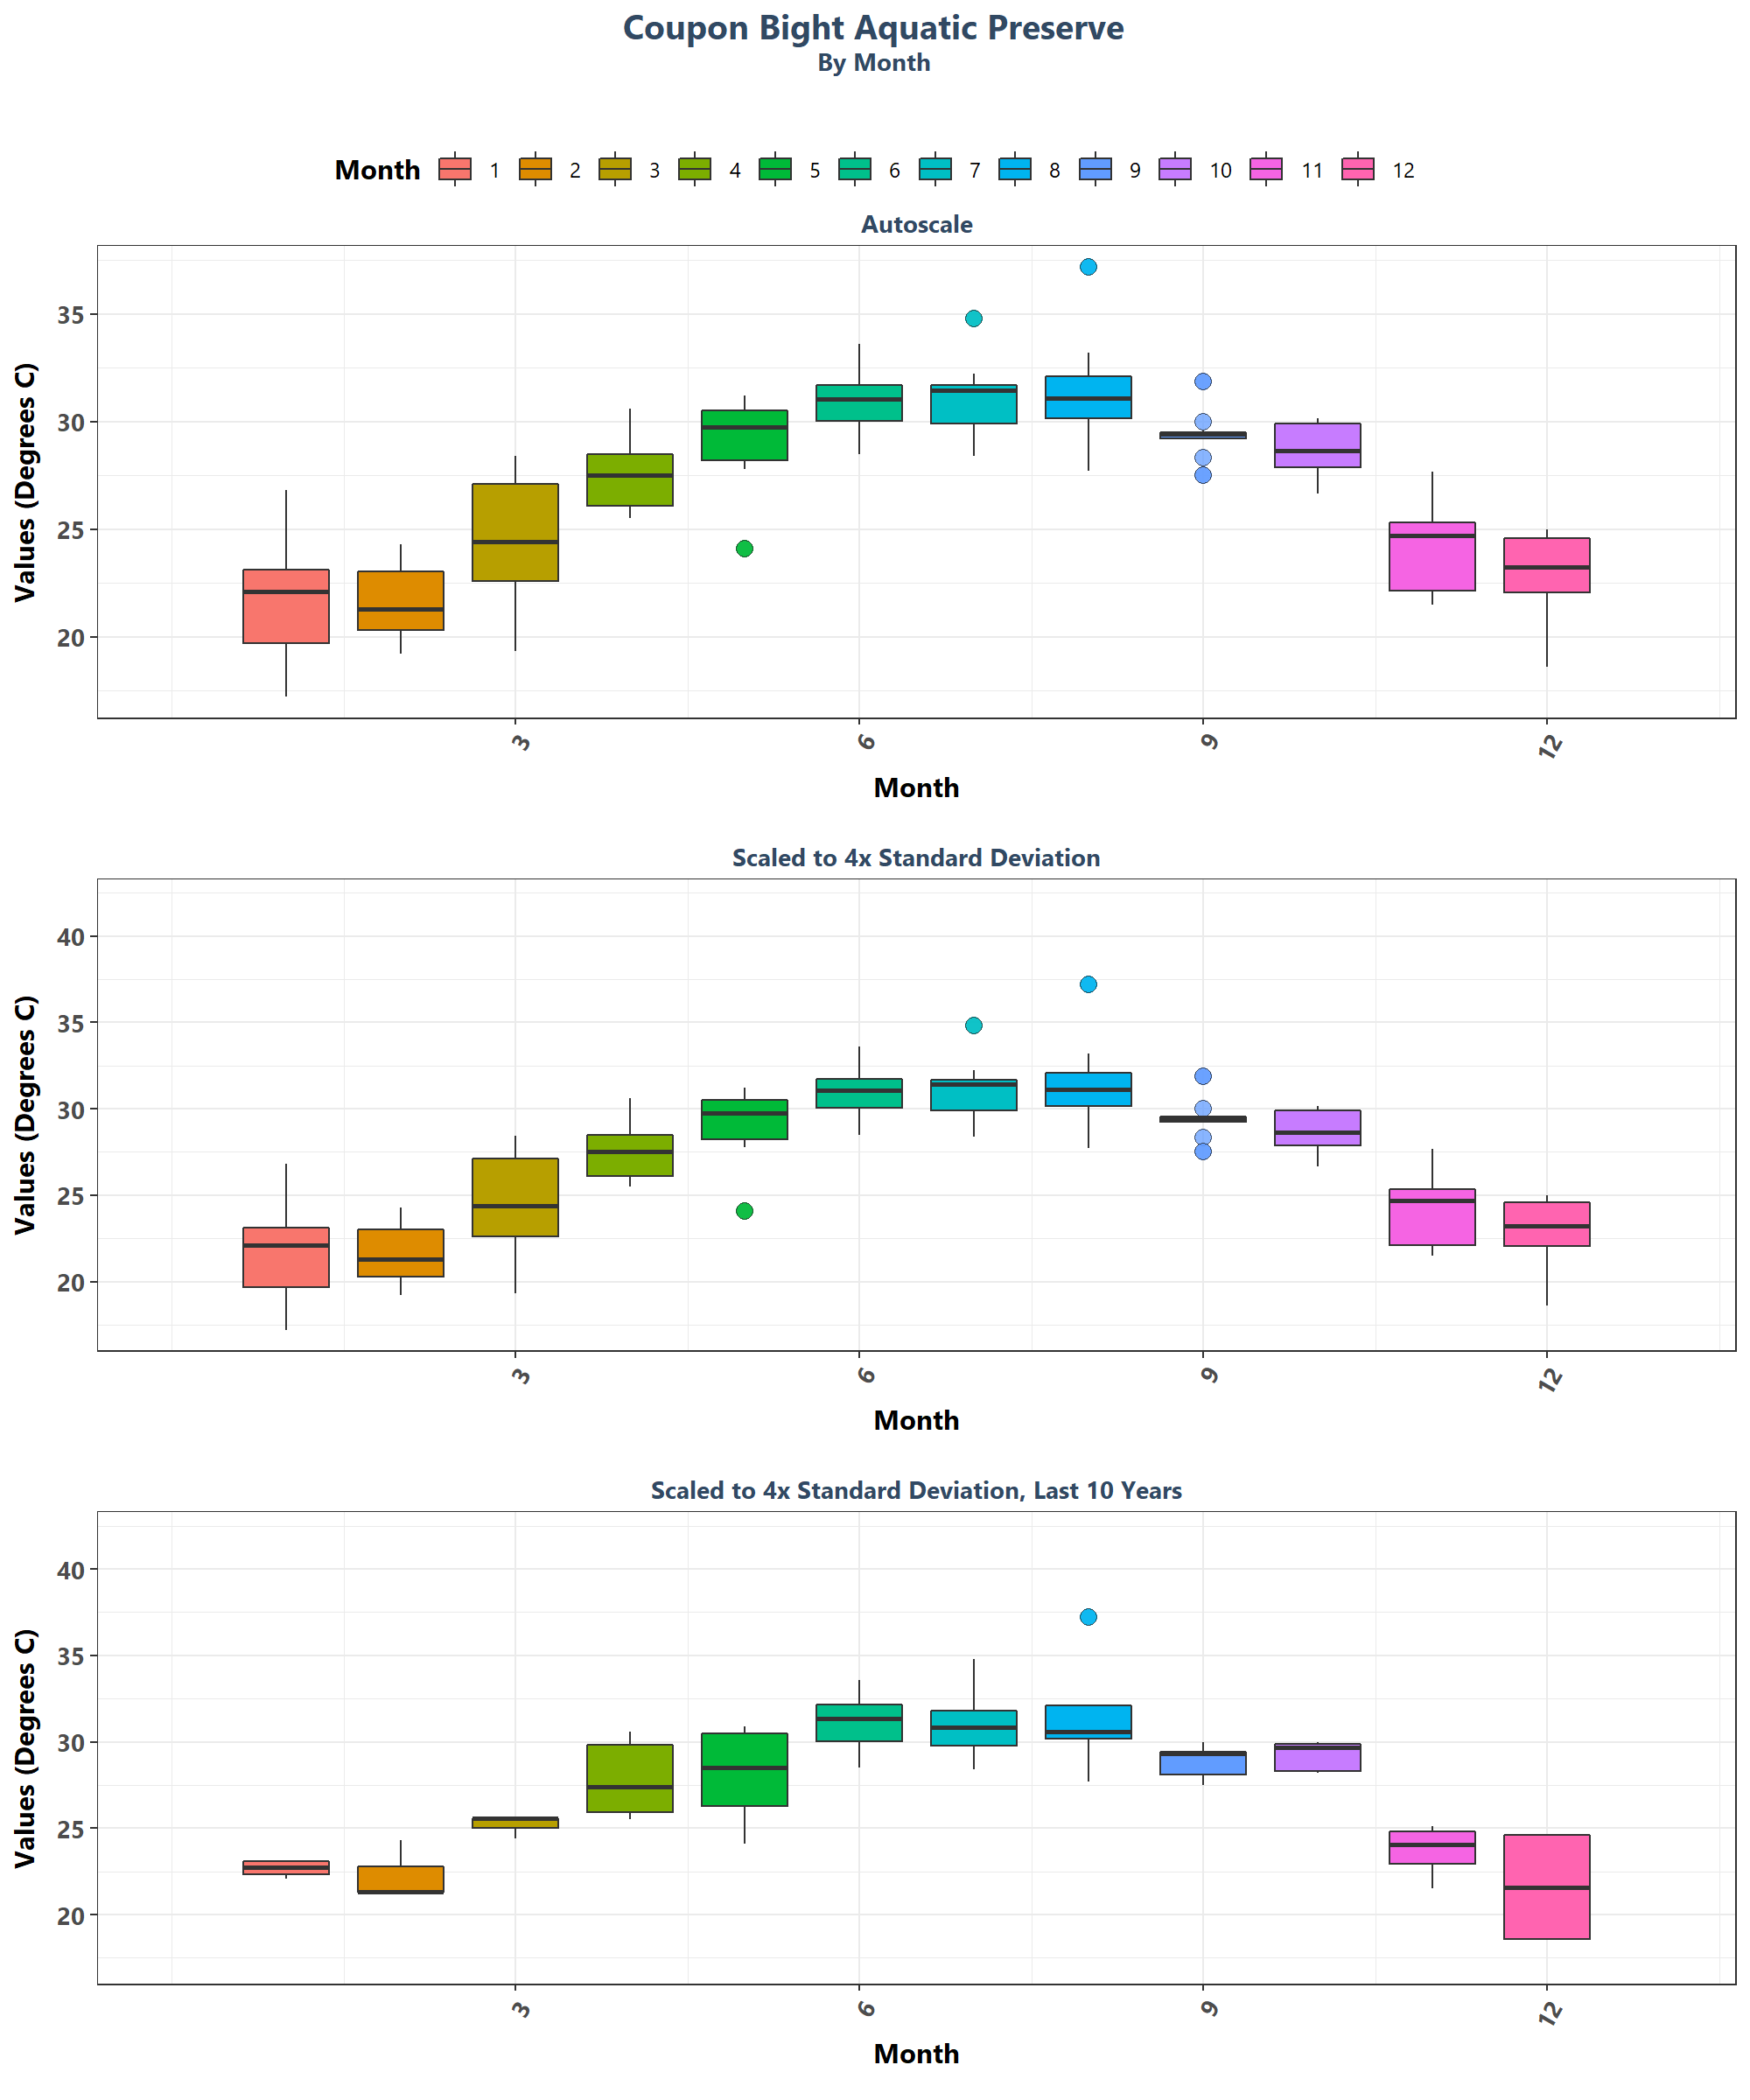 Coupon Bight Aquatic Preserve
By Month
Month 1 2 3 4 5 6 7 8 9 10 11 12
Autoscale
Values (Degrees C)
35
30
25
20
3 6 9 12
Month
Scaled to 4x Standard Deviation
Values (Degrees C)
40
35
30
25
20
3 6 9 12
Month
Scaled to 4x Standard Deviation, Last 10 Years
Values (Degrees C)
40
35
30
25
20
3 6 9 12
Month